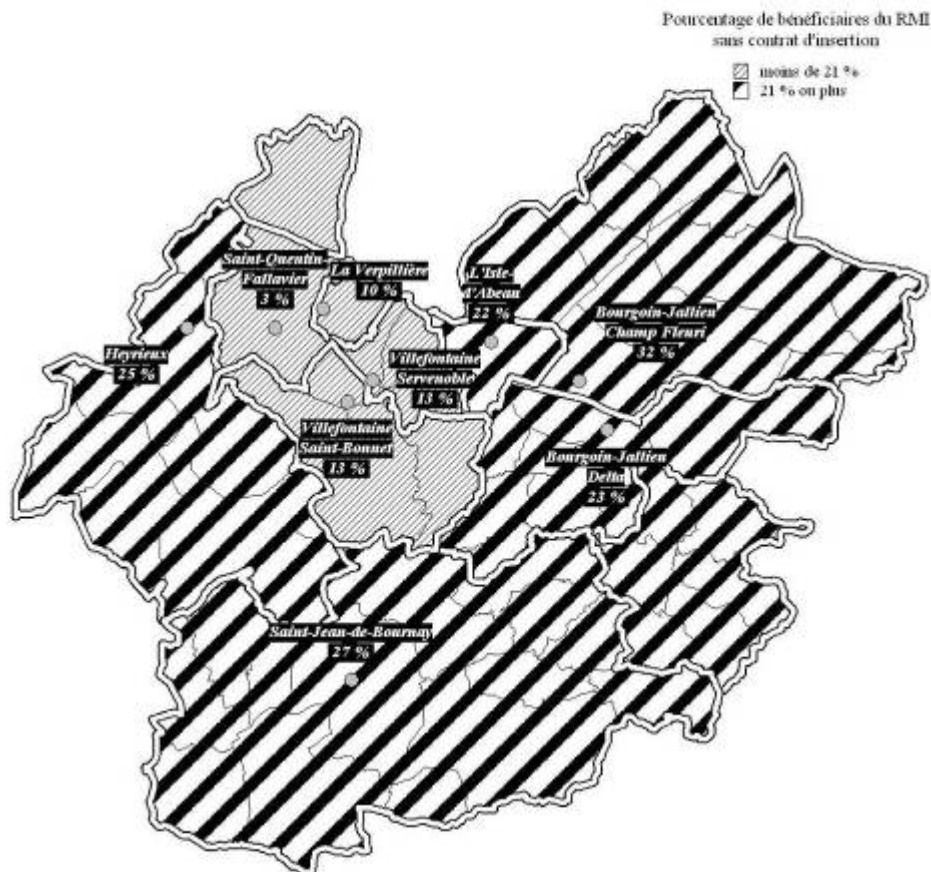 Pourcentage de bénéficiaires du RMI
sans contrat d'insertion
moins de 21 %
21 % ou plus
Saint-Quentin-
Fallavier
3 %
La Verpillière
10 %
L'Isle-
d'Abeau
22 %
Bourgoin-Jallieu
Champ Fleuri
32 %
Heyrieux
25 %
Villefontaine
Servenoble
13 %
Villefontaine
Saint-Bonnet
13 %
Bourgoin-Jallieu
Delta
23 %
Saint-Jean-de-Bournay
27 %